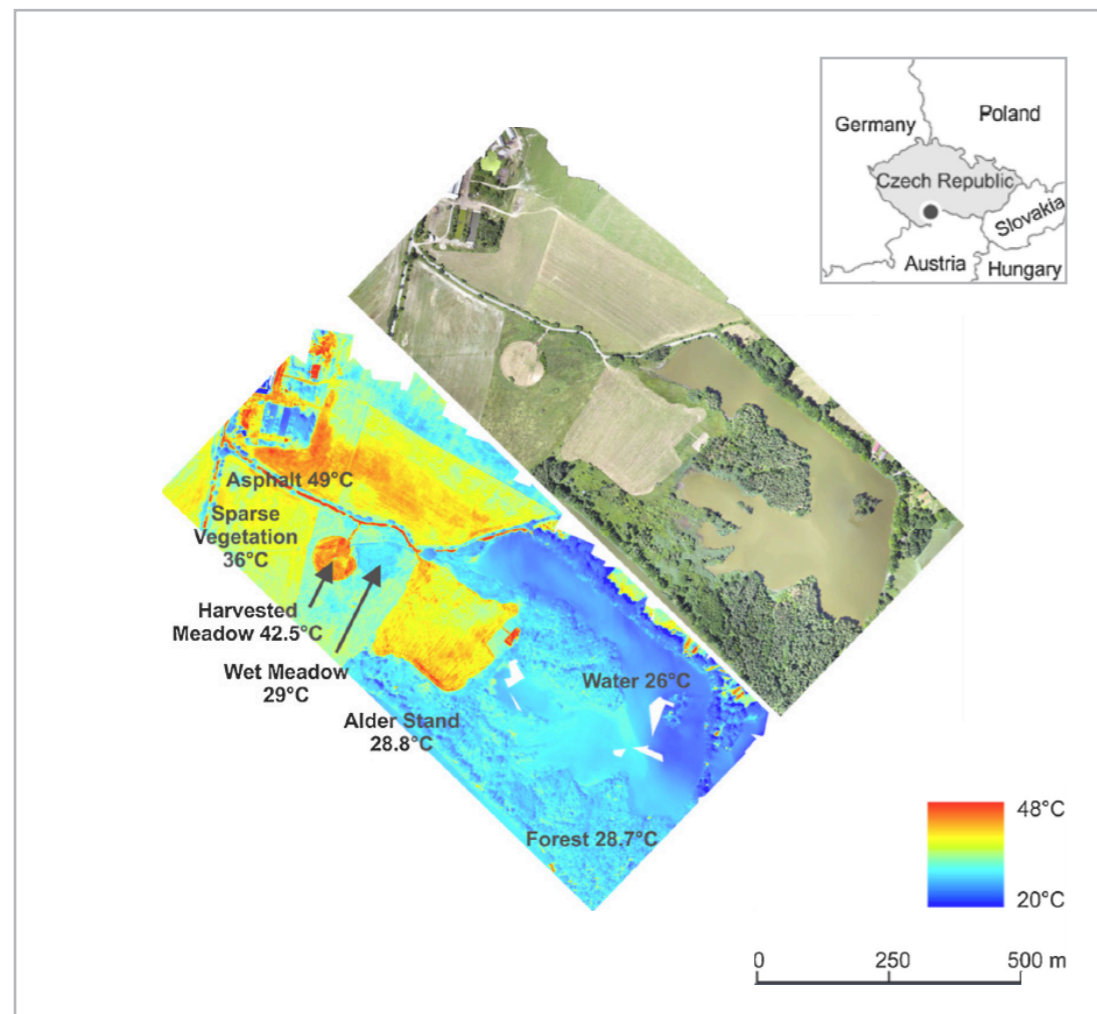 Germany
Poland
Czech Republic
Slovakia
Austria
Hungary
Asphalt 49°C
Sparse
Vegetation
36°C
Harvested
Meadow 42.5°C
Wet Meadow
29°C
Alder Stand
28.8°C
Water 26°C
Forest 28.7°C
48°C
20°C
0 250 500 m